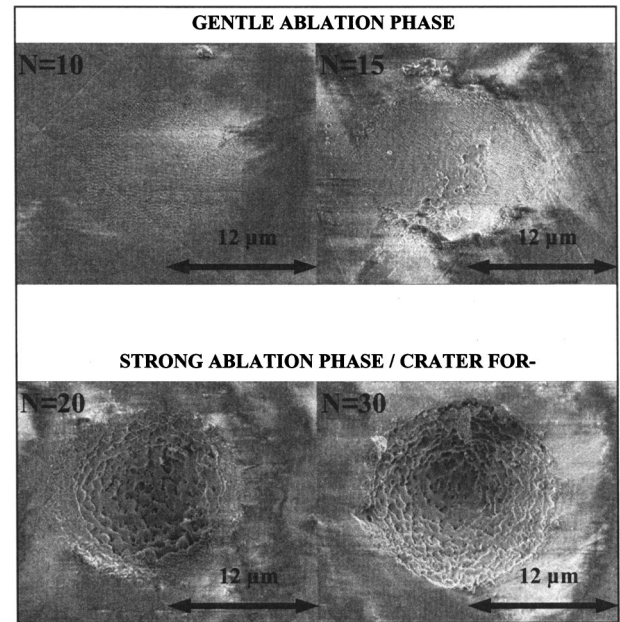 GENTLE ABLATION PHASE
N=10
N=15
12 µm
12 µm
STRONG ABLATION PHASE / CRATER FOR-
N=20
N=30
12 µm
12 µm